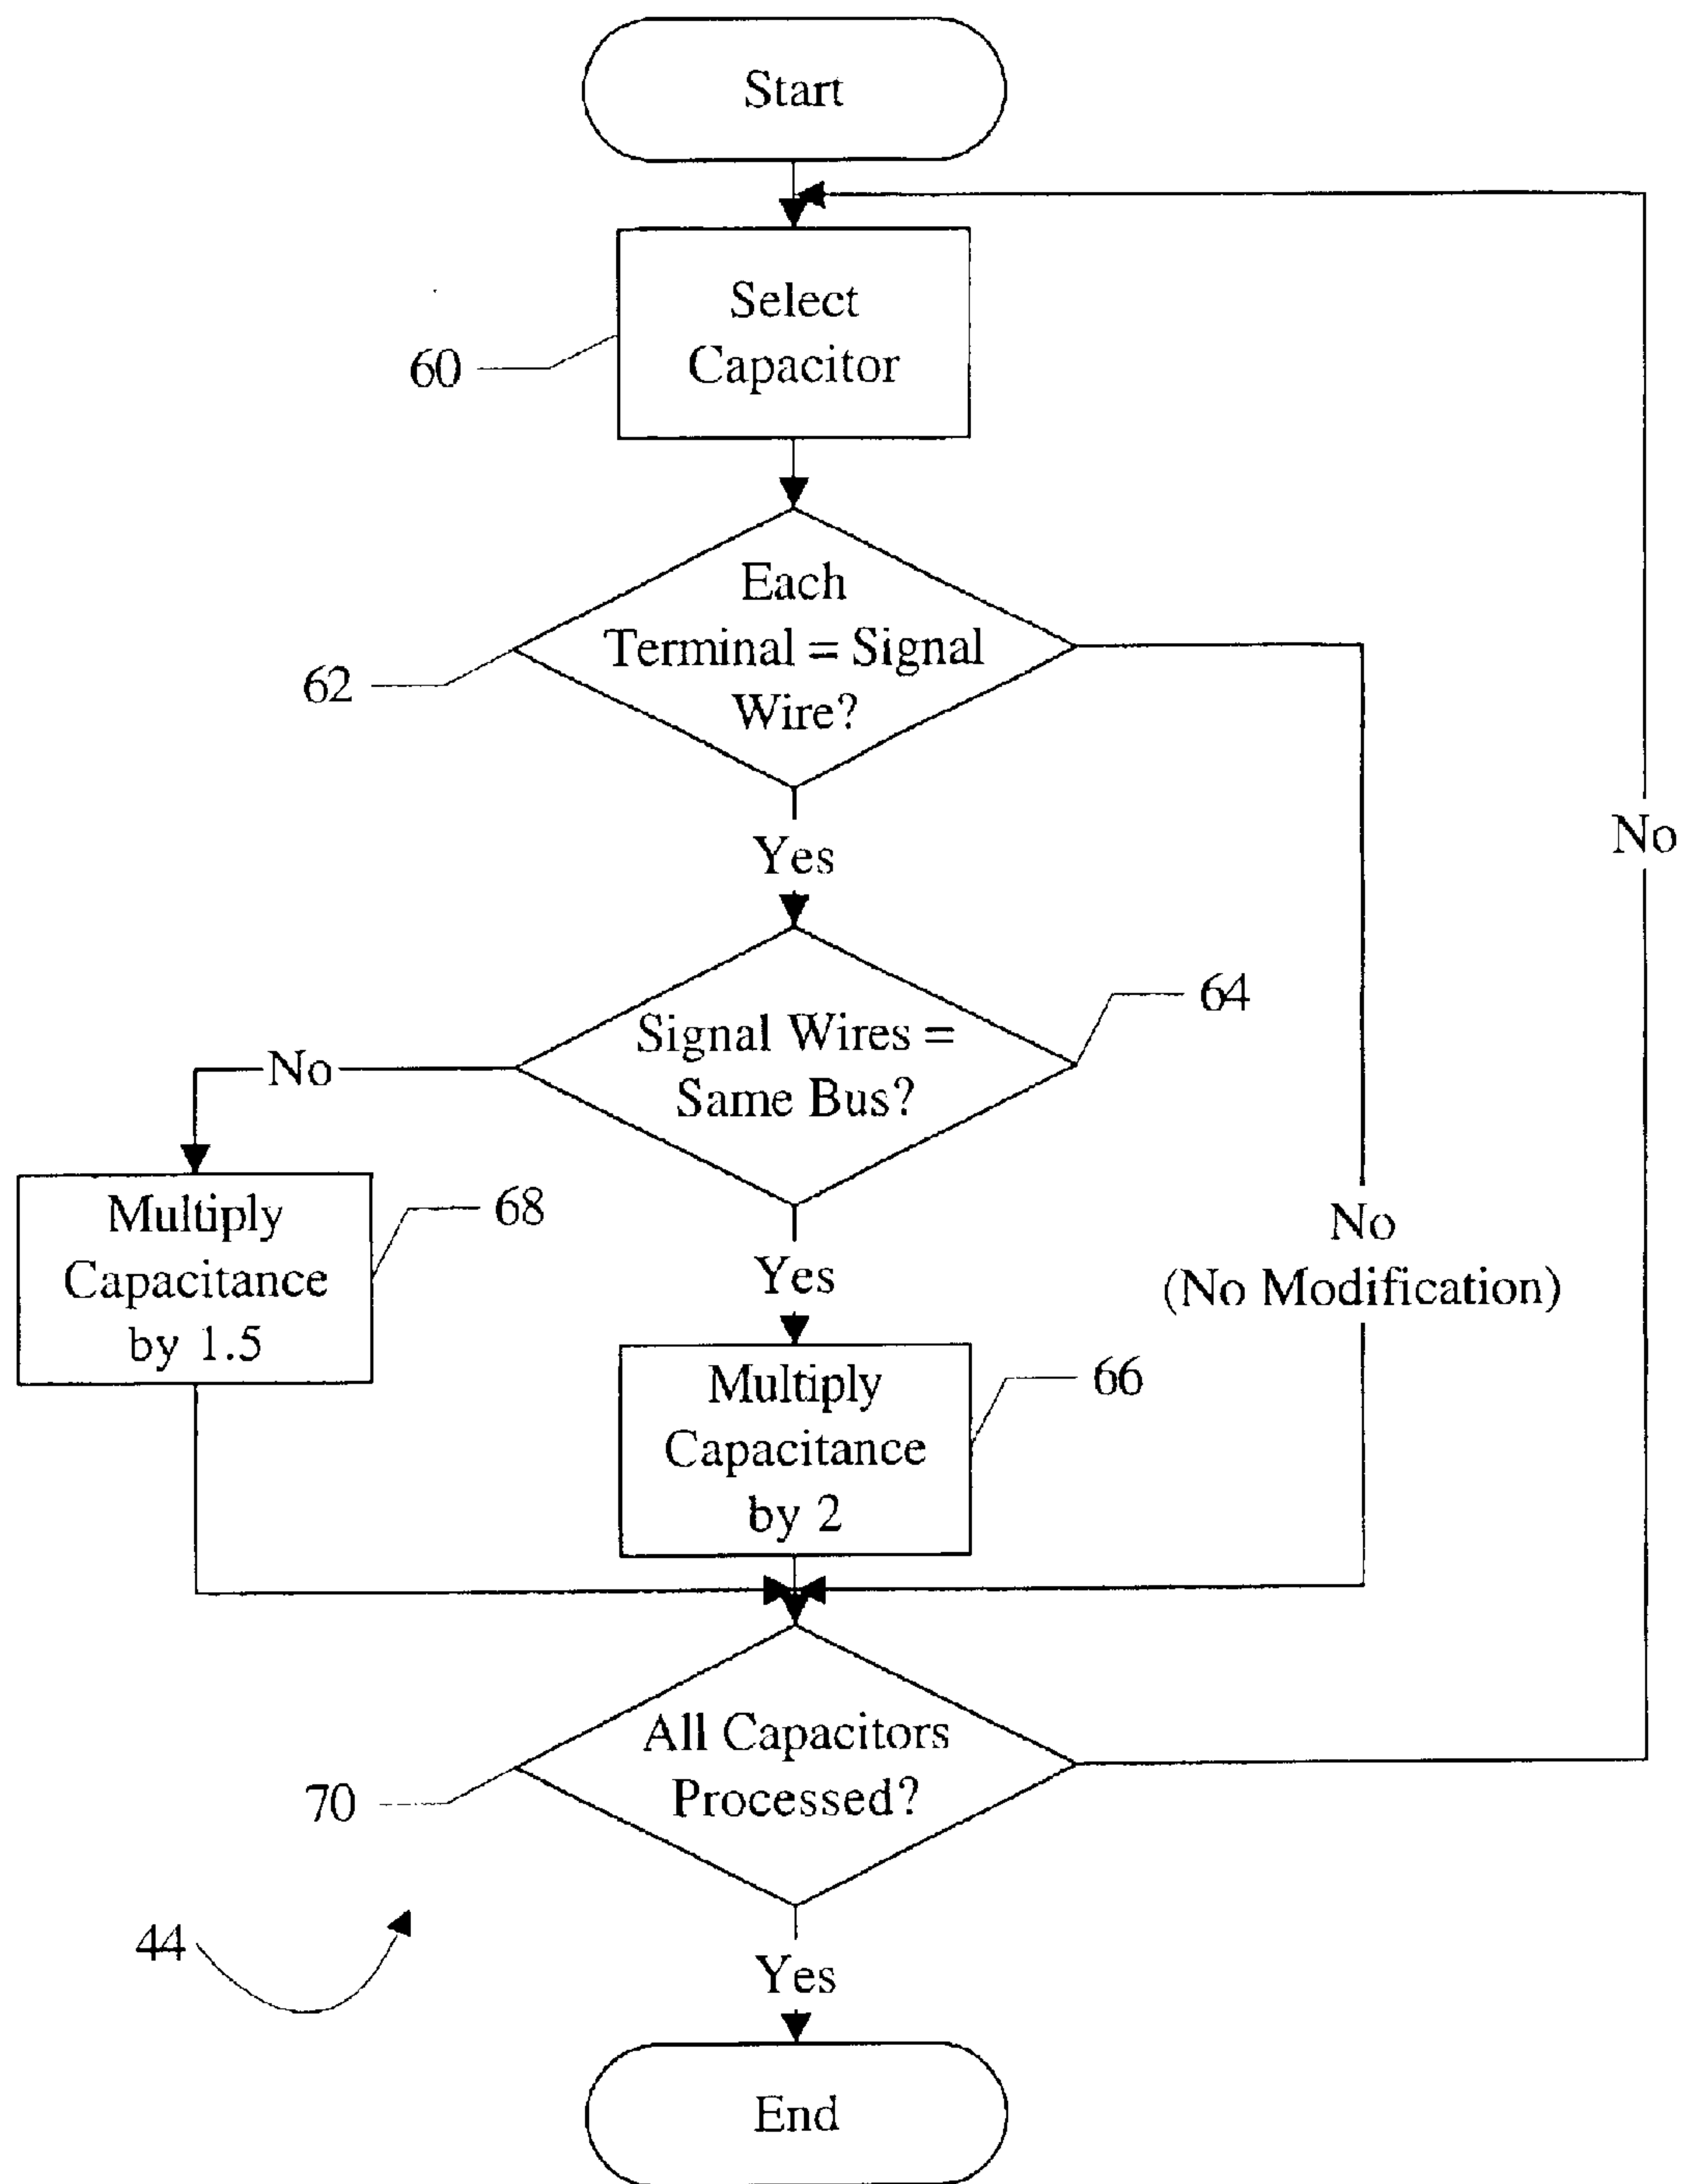 Start
Select
Capacitor
60
Each
Terminal = Signal
Wire?
62
Yes
No
64
Signal Wires =
Same Bus?
No
Multiply
Capacitance
by 1.5
68
Yes
No
(No Modification)
Multiply
Capacitance
by 2
66
All Capacitors
Processed?
70
44
Yes
End